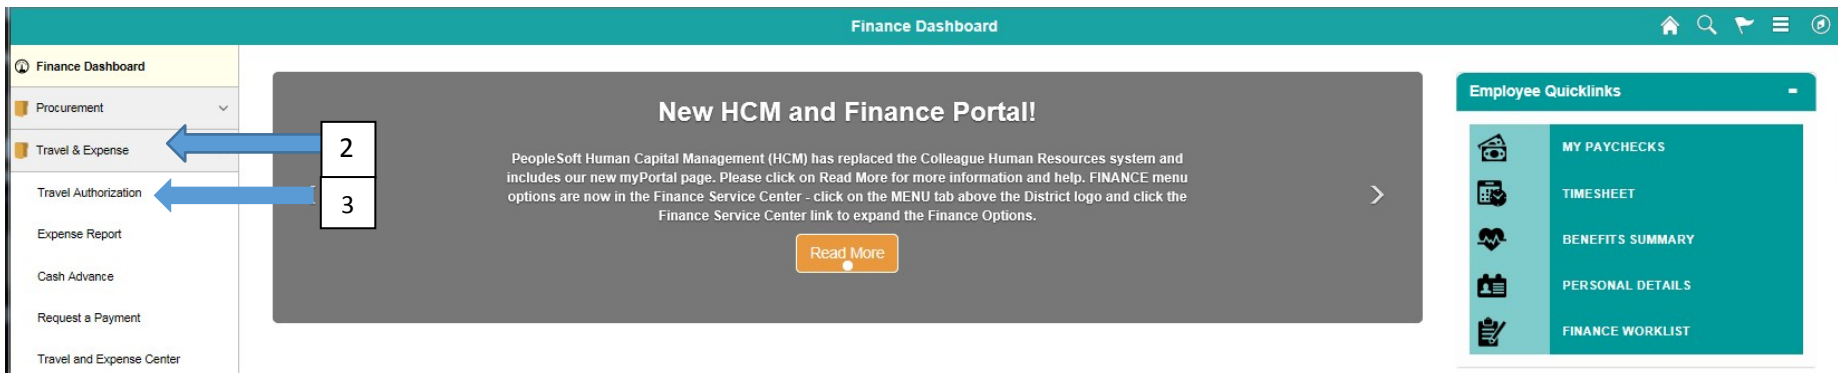 Finance Dashboard
Finance Dashboard
Procurement
Travel & Expense
Travel Authorization
Expense Report
Cash Advance
Request a Payment
Travel and Expense Center
2
3
New HCM and Finance Portal!
PeopleSoft Human Capital Management (HCM) has replaced the Colleague Human Resources system and
includes our new myPortal page. Please click on Read More for more information and help. FINANCE menu
options are now in the Finance Service Center - click on the MENU tab above the District logo and click the
Finance Service Center link to expand the Finance Options.
Read More
Employee Quicklinks
MY PAYCHECKS
TIMESHEET
BENEFITS SUMMARY
PERSONAL DETAILS
FINANCE WORKLIST